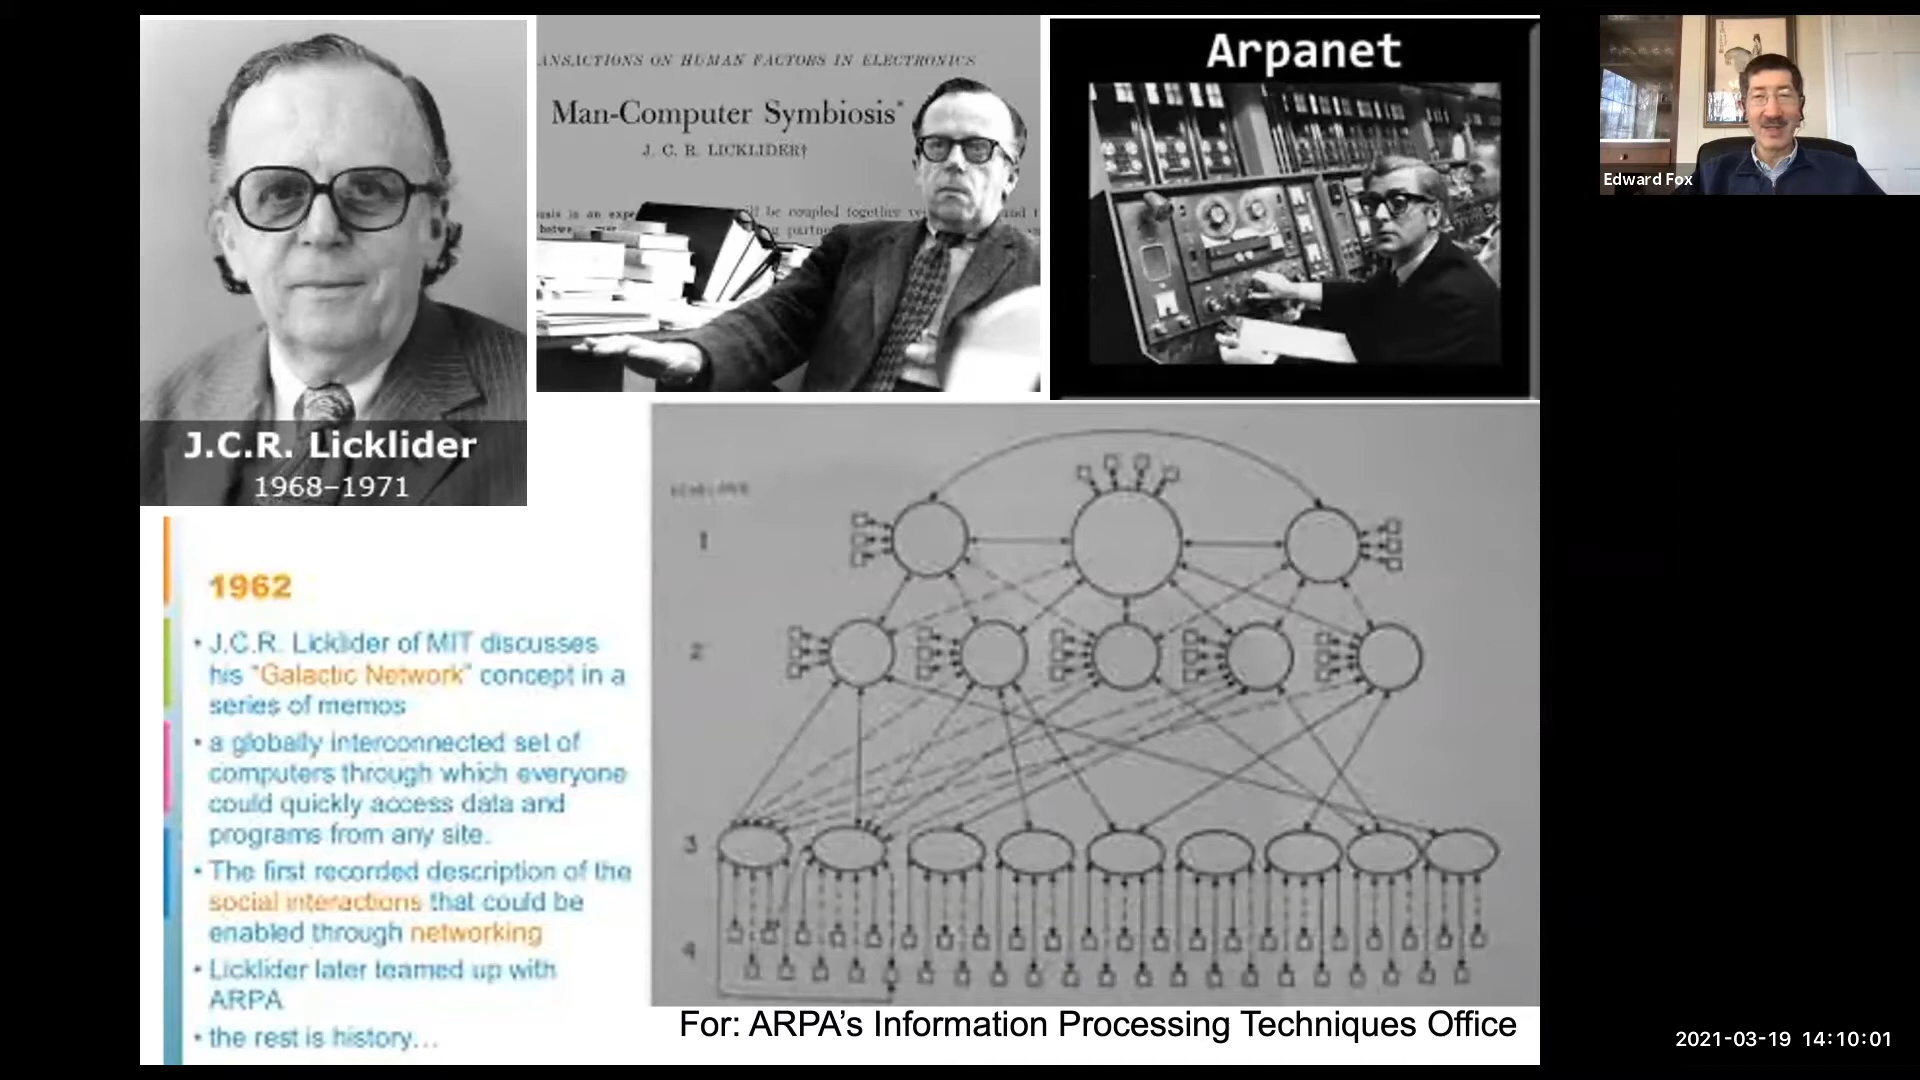 J.C.R. Licklider
1968–1971
ANSACTIONS ON HUMAN FACTORS IN ELECTRONICS
Man-Computer Symbiosis*
J. C. R. LICKLIDER†
ll be coupled together
Arpanet
Edward Fox
1962
• J.C.R. Licklider of MIT discusses
his "Galactic Network" concept in a
series of memos
• a globally interconnected set of
computers through which everyone
could quickly access data and
programs from any site.
• The first recorded description of the
social interactions that could be
enabled through networking
• Licklider later teamed up with
ARPA
• the rest is history...
1
2
3
4
For: ARPA's Information Processing Techniques Office
2021-03-19 14:10:01